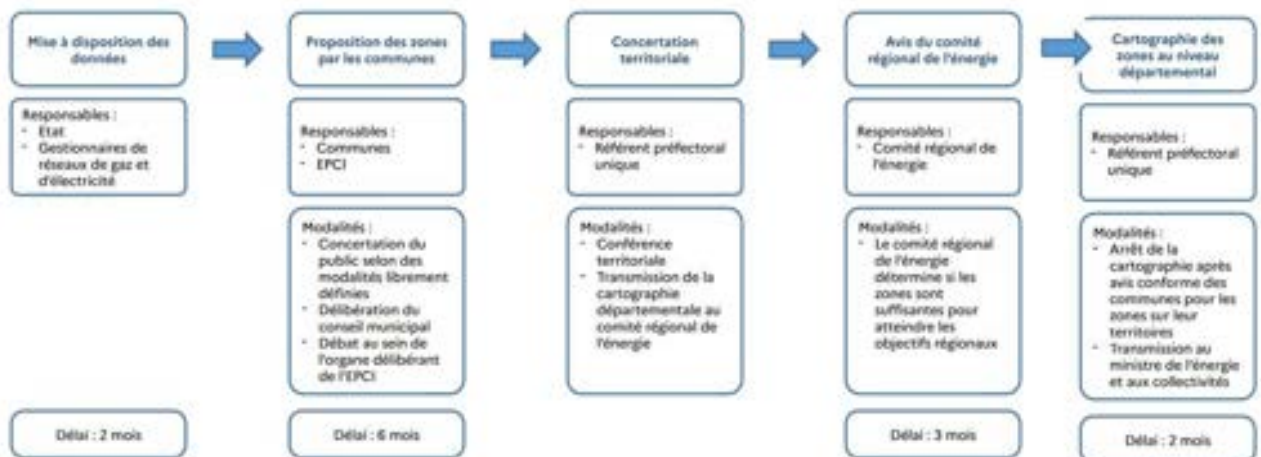 Mise à disposition des
données
Proposition des zones
par les communes
Concertation
territoriale
Avis du comité
régional de l'énergie
Cartographie des
zones au niveau
départemental
Responsables :
- Etat
- Gestionnaires de
réseaux de gaz et
d'électricité
Responsables :
- Communes
- EPCI
Responsables :
- Référent préfectoral
unique
Responsables :
- Comité régional de
l'énergie
Responsables :
- Référent préfectoral
unique
Modalités :
- Concertation du
public selon des
modalités librement
définies
- Délibération du
conseil municipal
- Débat au sein de
l'organe délibérant
de l'EPCI
Modalités :
- Conférence
territoriale
- Transmission de la
cartographie
départementale au
comité régional de
l'énergie
Modalités :
- Le comité régional
de l'énergie
détermine si les
zones sont
suffisantes pour
atteindre les
objectifs régionaux
Modalités :
- Arrêt de la
cartographie après
avis conforme des
communes pour les
zones sur leur
territoires
- Transmission au
ministre de l'énergie
et aux collectivités
Délai : 2 mois
Délai : 6 mois
Délai : 3 mois
Délai : 2 mois